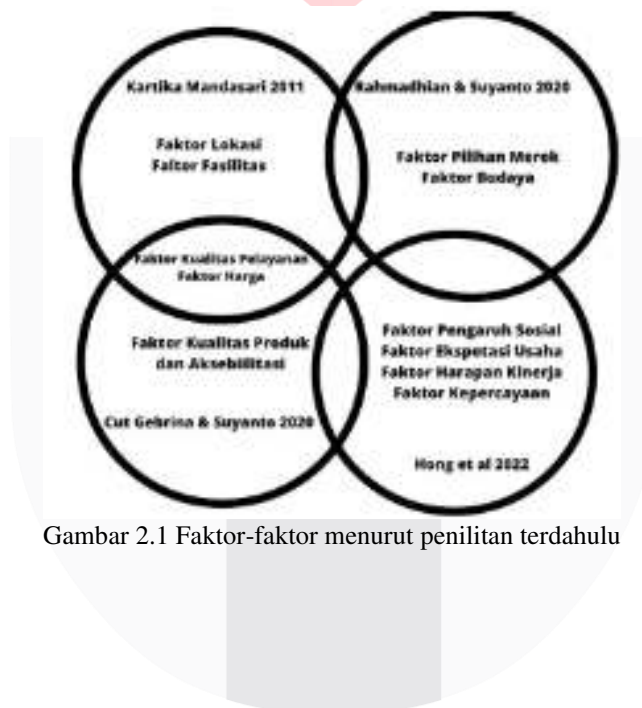 Kartika Mandasari 2011
Rahmadhian & Suyanto 2020
Faktor Lokasi
Faltor Fasilitas
Faktor Pilihan Merek
Faktor Budaya
Faktor Kualitas Pelayanan
Faktor Harga
Faktor Kualitas Produk
dan Aksebilitasi
Cut Gebrina & Suyanto 2020
Faktor Pengaruh Sosial
Faktor Ekspetasi Usaha
Faktor Harapan Kinerja
Faktor Kepercayaan
Hong et al 2022
Gambar 2.1 Faktor-faktor menurut penilitan terdahulu